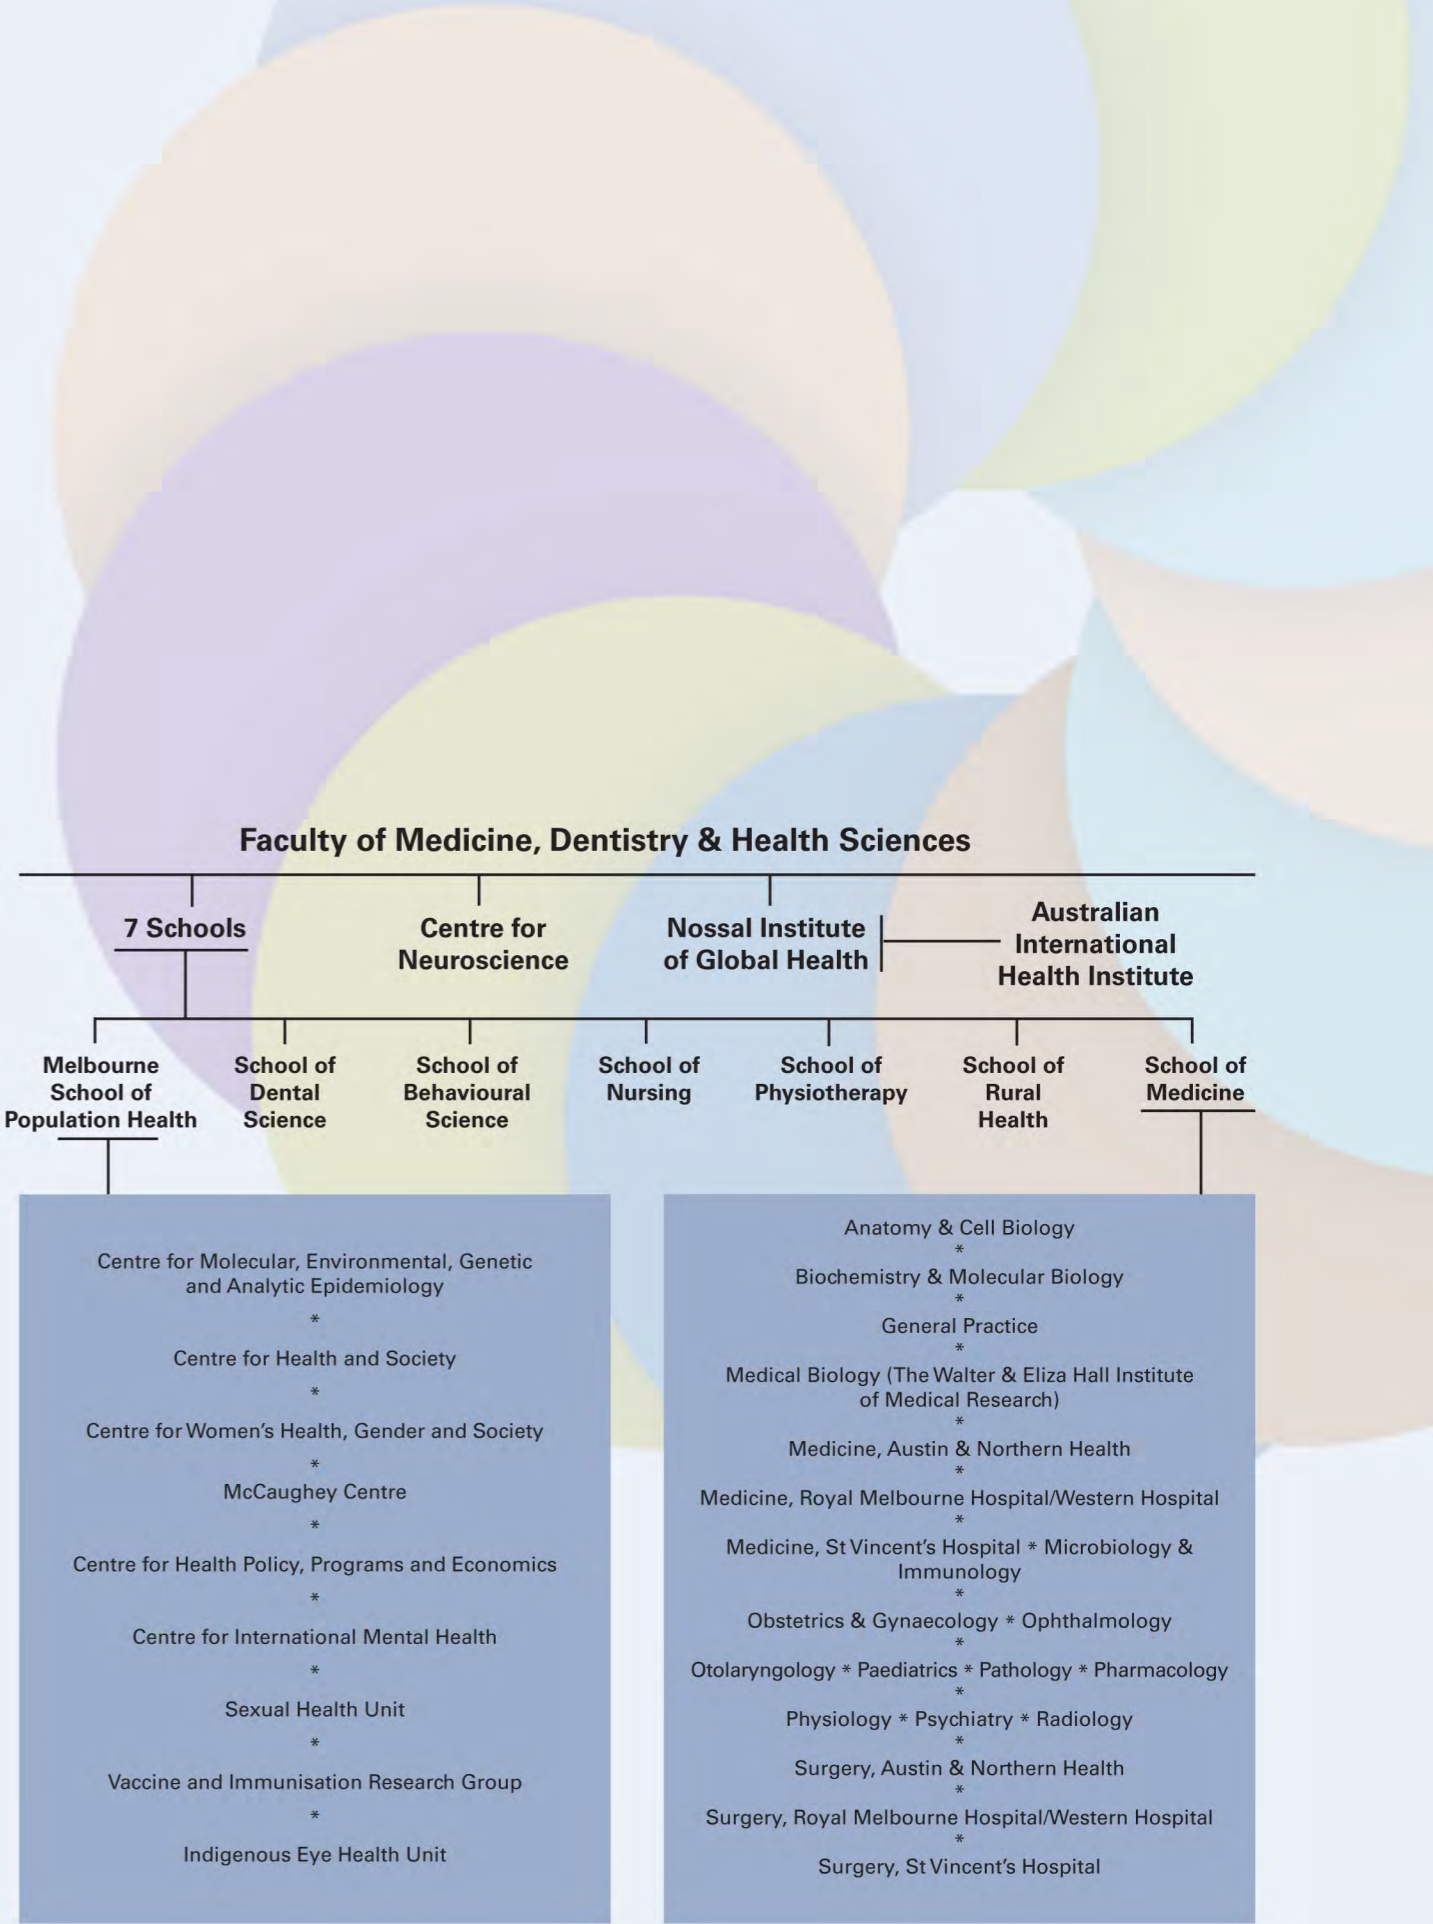 Faculty of Medicine, Dentistry & Health Sciences
7 Schools
Centre for
Neuroscience
Nossal Institute
of Global Health
Australian
International
Health Institute
Melbourne
School of
Population Health
School of
Dental
Science
School of
Behavioural
Science
School of
Nursing
School of
Physiotherapy
School of
Rural
Health
School of
Medicine
Centre for Molecular, Environmental, Genetic
and Analytic Epidemiology
*
Centre for Health and Society
*
Centre for Women's Health, Gender and Society
*
McCaughey Centre
*
Centre for Health Policy, Programs and Economics
*
Centre for International Mental Health
*
Sexual Health Unit
*
Vaccine and Immunisation Research Group
*
Indigenous Eye Health Unit
Anatomy & Cell Biology
*
Biochemistry & Molecular Biology
*
General Practice
*
Medical Biology (The Walter & Eliza Hall Institute
of Medical Research)
*
Medicine, Austin & Northern Health
*
Medicine, Royal Melbourne Hospital/Western Hospital
*
Medicine, St Vincent's Hospital * Microbiology &
Immunology
*
Obstetrics & Gynaecology * Ophthalmology
*
Otolaryngology * Paediatrics * Pathology * Pharmacology
*
Physiology * Psychiatry * Radiology
*
Surgery, Austin & Northern Health
*
Surgery, Royal Melbourne Hospital/Western Hospital
*
Surgery, St Vincent's Hospital